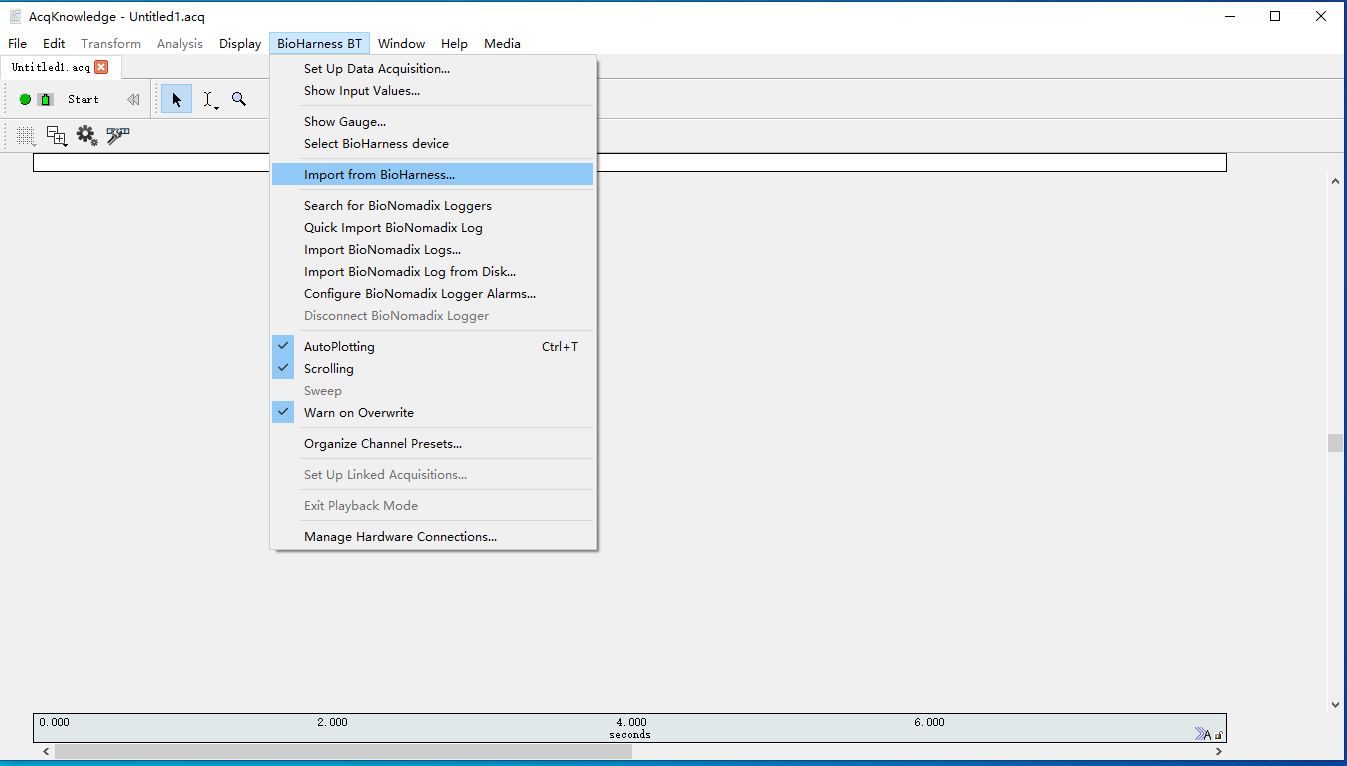 AcqKnowledge - Untitled1.acq
File Edit Transform Analysis Display BioHarness BT Window Help Media
Untitled1.acq
Start
Set Up Data Acquisition...
Show Input Values...
Show Gauge...
Select BioHarness device
Import from BioHarness...
Search for BioNomadix Loggers
Quick Import BioNomadix Log
Import BioNomadix Logs...
Import BioNomadix Log from Disk...
Configure BioNomadix Logger Alarms...
Disconnect BioNomadix Logger
AutoPlotting Ctrl+T
Scrolling
Sweep
Warn on Overwrite
Organize Channel Presets...
Set Up Linked Acquisitions...
Exit Playback Mode
Manage Hardware Connections...
0.000 2.000 4.000 6.000
seconds
A